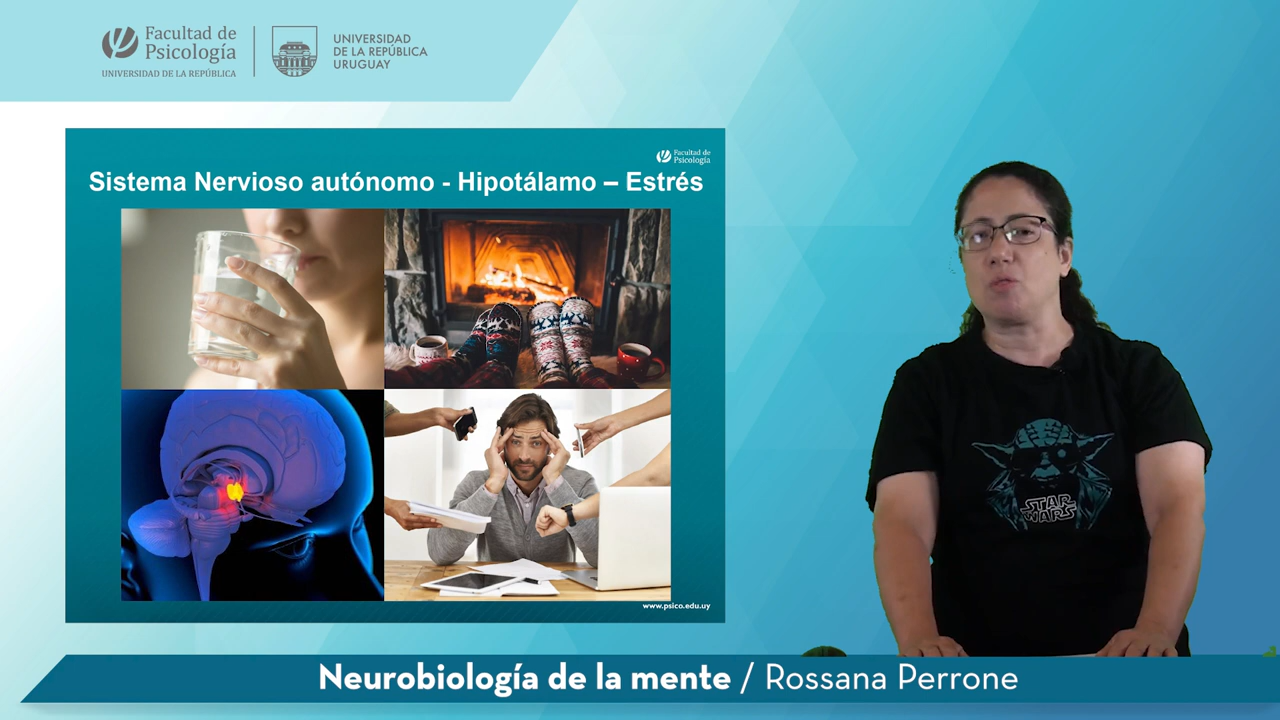 Facultad de
Psicología
UNIVERSIDAD DE LA REPÚBLICA
UNIVERSIDAD
DE LA REPÚBLICA
URUGUAY
Facultad de
Psicología
Sistema Nervioso autónomo - Hipotálamo – Estrés
www.psico.edu.uy
STAR
WARS
Neurobiología de la mente / Rossana Perrone